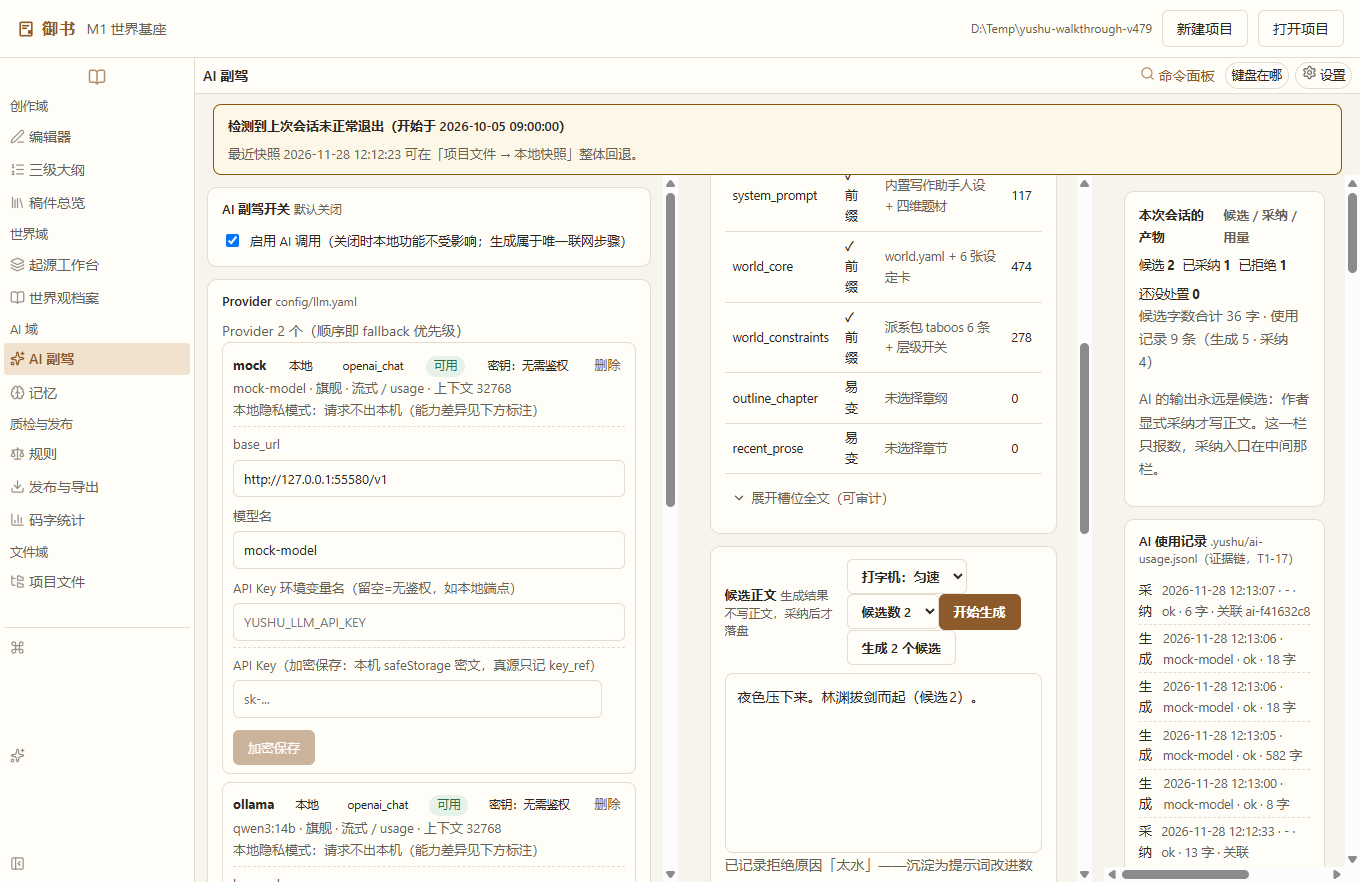 御书 M1 世界基座
D:\Temp\yushu-walkthrough-v479 新建项目 打开项目
创作域
编辑器
三级大纲
稿件总览
世界域
起源工作台
世界观档案
AI 域
AI 副驾
记忆
质检与发布
规则
发布与导出
码字统计
文件域
项目文件
AI 副驾
命令面板 键盘在哪 设置
检测到上次会话未正常退出（开始于 2026-10-05 09:00:00）
最近快照 2026-11-28 12:12:23 可在「项目文件 → 本地快照」整体回退。
AI 副驾开关 默认关闭
启用 AI 调用（关闭时本地功能不受影响；生成属于唯一联网步骤）
Provider config/llm.yaml
Provider 2 个（顺序即 fallback 优先级）
mock 本地 openai_chat 可用 密钥：无需鉴权 删除
mock-model · 旗舰 · 流式 / usage · 上下文 32768
本地隐私模式：请求不出本机（能力差异见下方标注）
base_url
http://127.0.0.1:55580/v1
模型名
mock-model
API Key 环境变量名（留空=无鉴权，如本地端点）
YUSHU_LLM_API_KEY
API Key（加密保存：本机 safeStorage 密文，真源只记 key_ref）
sk-...
加密保存
ollama 本地 openai_chat 可用 密钥：无需鉴权 删除
qwen3:14b · 旗舰 · 流式 / usage · 上下文 32768
本地隐私模式：请求不出本机（能力差异见下方标注）
system_prompt ✓ 前缀 内置写作助手人设 + 四维题材 117
world_core ✓ 前缀 world.yaml + 6 张设定卡 474
world_constraints ✓ 前缀 派系包 taboos 6 条 + 层级开关 278
outline_chapter 易变 未选择章纲 0
recent_prose 易变 未选择章节 0
展开槽位全文（可审计）
候选正文 生成结果
不写正文，采纳后才
落盘
打字机：匀速
候选数 2 开始生成
生成 2 个候选
夜色压下来。林渊拔剑而起（候选2）。
已记录拒绝原因「太水」——沉淀为提示词改进数
本次会话的产物 候选 / 采纳 / 用量
候选 2 已采纳 1 已拒绝 1
还没处置 0
候选字数合计 36 字 · 使用
记录 9 条（生成 5 · 采纳
4）
AI 的输出永远是候选：作者
显式采纳才写正文。这一栏
只报数，采纳入口在中间那
栏。
AI 使用记录 .yushu/ai-
usage.jsonl（证据链，T1-17）
采纳 2026-11-28 12:13:07 · - ·
ok · 6 字 · 关联 ai-f41632c8
生成 2026-11-28 12:13:06 ·
mock-model · ok · 18 字
生成 2026-11-28 12:13:06 ·
mock-model · ok · 18 字
生成 2026-11-28 12:13:05 ·
mock-model · ok · 582 字
生成 2026-11-28 12:13:00 ·
mock-model · ok · 8 字
采纳 2026-11-28 12:12:33 · - ·
ok · 13 字 · 关联